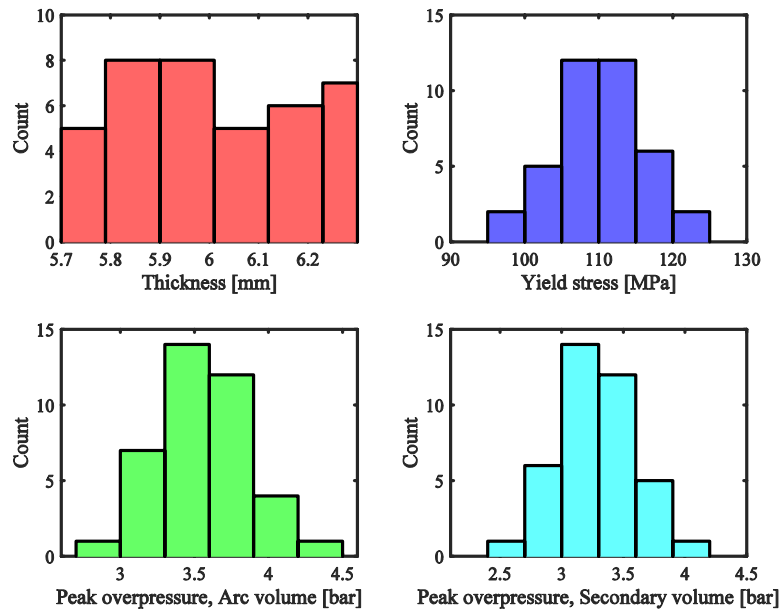 10
8
6
4
2
0
Count
5.7 5.8 5.9 6 6.1 6.2
Thickness [mm]
15
10
5
0
Count
90 100 110 120 130
Yield stress [MPa]
15
10
5
0
Count
3 3.5 4 4.5
Peak overpressure, Arc volume [bar]
15
10
5
0
Count
2.5 3 3.5 4 4.5
Peak overpressure, Secondary volume [bar]